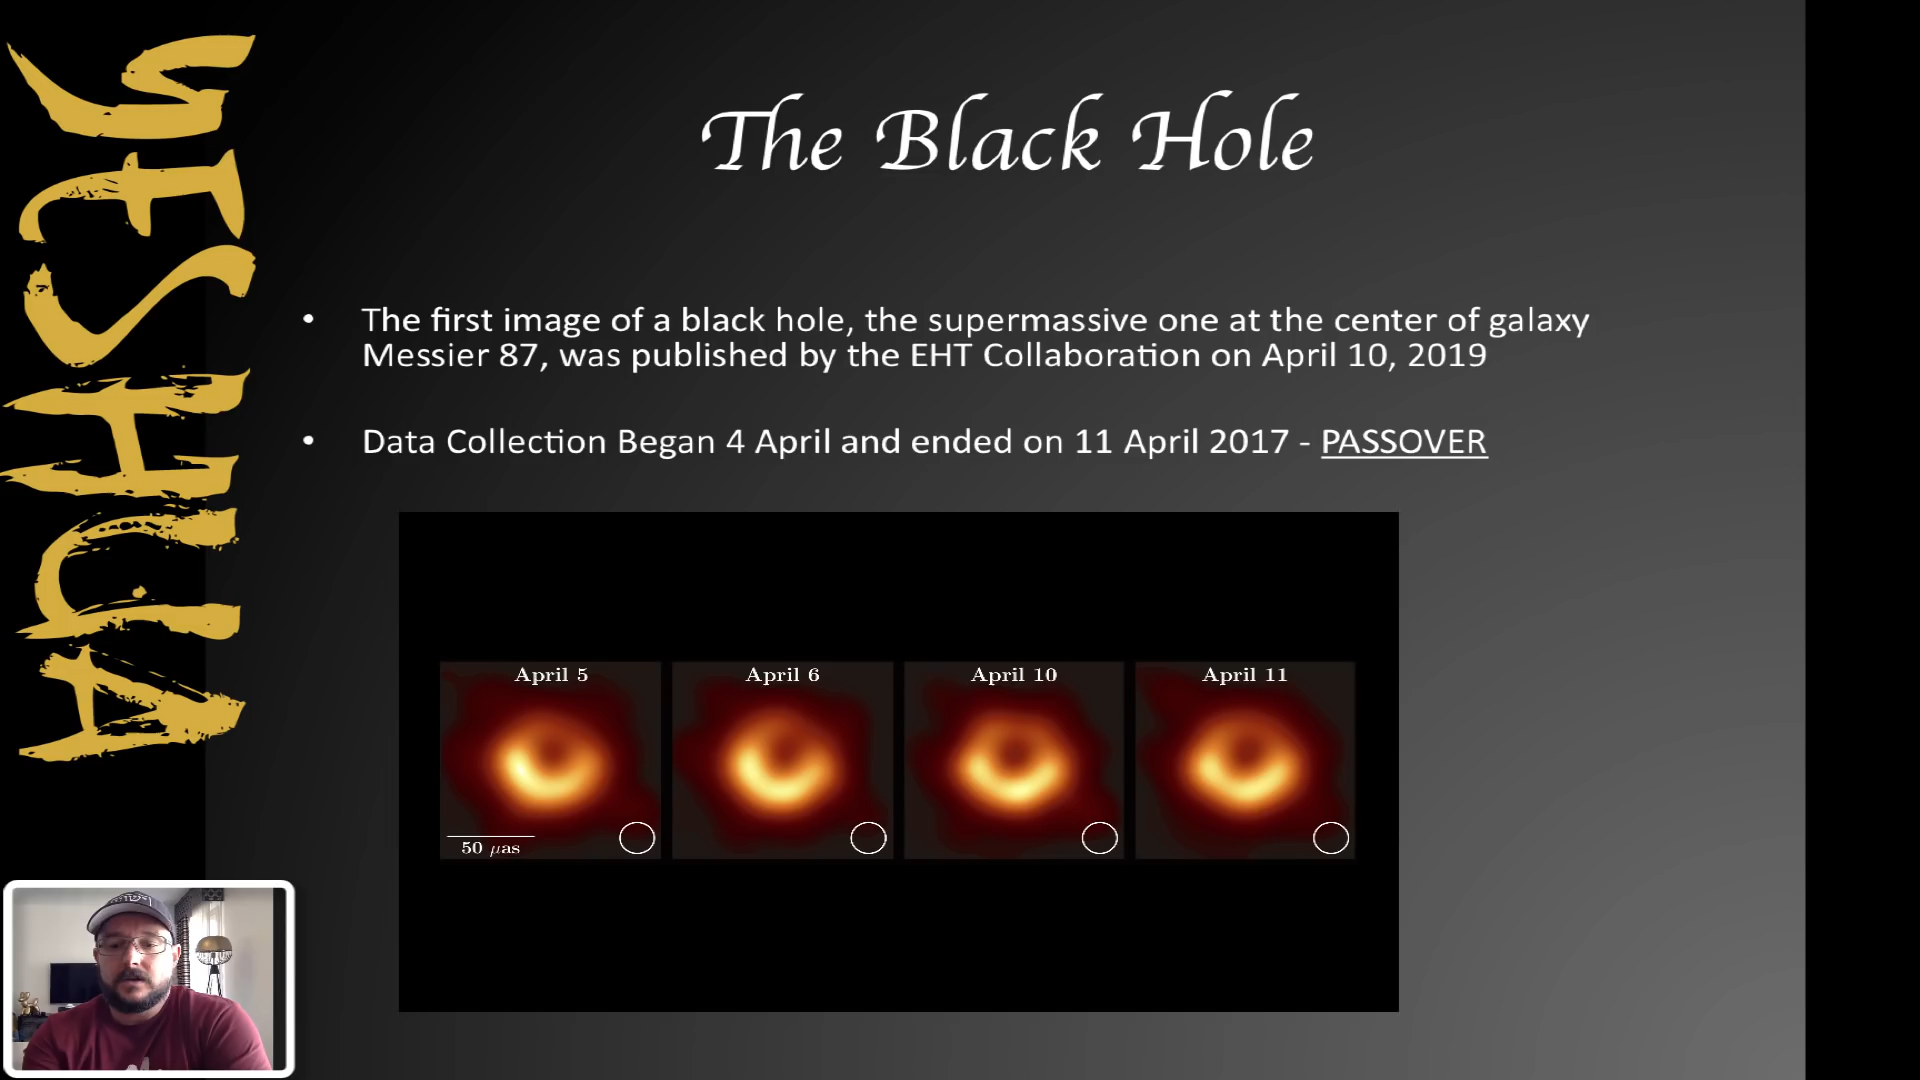 YESHUA
The Black Hole
• The first image of a black hole, the supermassive one at the center of galaxy
Messier 87, was published by the EHT Collaboration on April 10, 2019
• Data Collection Began 4 April and ended on 11 April 2017 - PASSOVER
April 5
April 6
April 10
April 11
50 μas